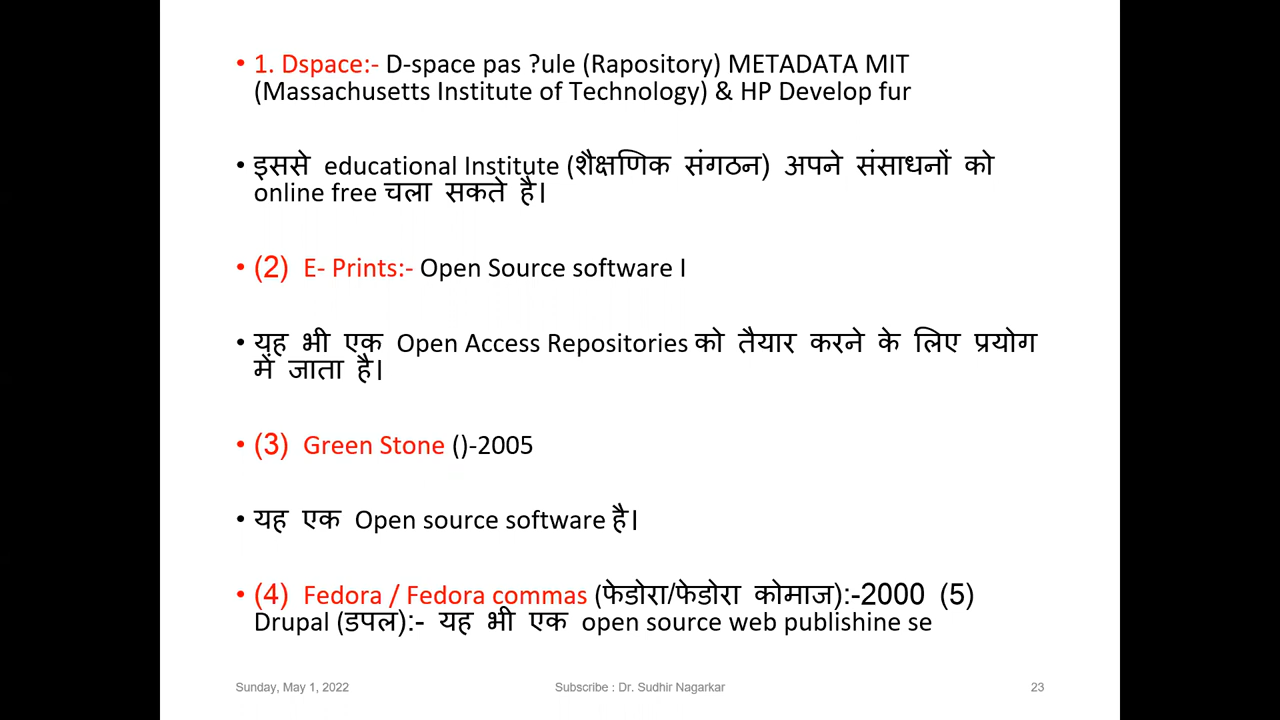 • 1. Dspace:- D-space pas ?ule (Rapository) METADATA MIT
(Massachusetts Institute of Technology) & HP Develop fur
• इससे educational Institute (शैक्षणिक संगठन) अपने संसाधनों को
online free चला सकते है।
• (2) E- Prints:- Open Source software I
• यह भी एक Open Access Repositories को तैयार करने के लिए प्रयोग
में जाता है।
• (3) Green Stone ()-2005
• यह एक Open source software है।
• (4) Fedora / Fedora commas (फेडोरा/फेडोरा कोमाज):-2000 (5)
Drupal (डपल):- यह भी एक open source web publishine se
Sunday, May 1, 2022 Subscribe : Dr. Sudhir Nagarkar 23